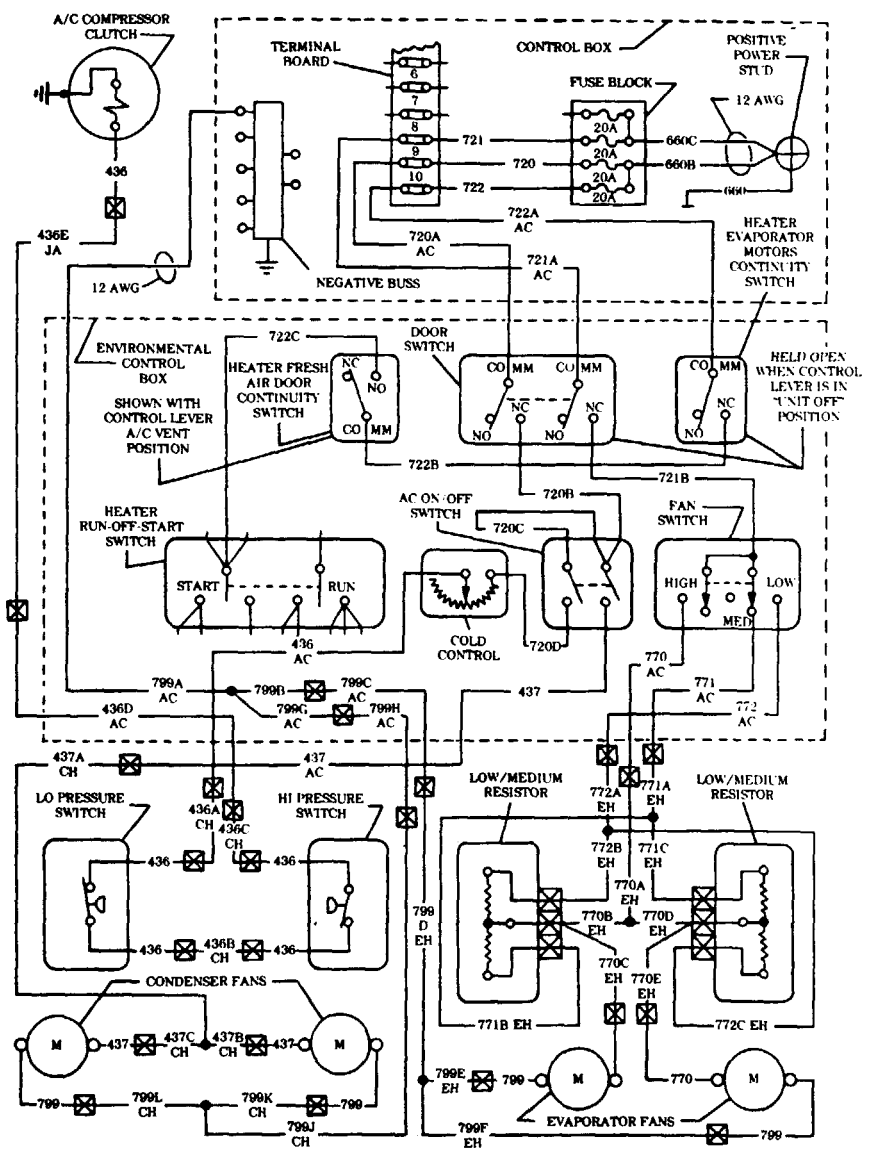 A/C COMPRESSOR
CLUTCH
TERMINAL
BOARD
CONTROL BOX
POSITIVE
POWER
STUD
FUSE BLOCK
12 AWG
6
7
8
9
10
20A
20A
20A
20A
721
720
722
660C
660B
660
436
436E
JA
12 AWG
NEGATIVE BUSS
722A
AC
720A
AC
721A
AC
HEATER
EVAPORATOR
MOTORS
CONTINUITY
SWITCH
ENVIRONMENTAL
CONTROL
BOX
722C
DOOR
SWITCH
HEATER FRESH
AIR DOOR
CONTINUITY
SWITCH
NC
NO
CO MM
CO MM
CO MM
NC
NC
NO
NO
CO MM
NC
NO
HELD OPEN
WHEN CONTROL
LEVER IS IN
"UNIT OFF"
POSITION
SHOWN WITH
CONTROL LEVER
A/C VENT
POSITION
722B
721B
720B
AC ON/OFF
SWITCH
720C
FAN
SWITCH
HEATER
RUN-OFF-START
SWITCH
START
RUN
HIGH
LOW
MED
COLD
CONTROL
720D
436
AC
770
AC
771
AC
772
AC
799A
AC
799B
799C
AC
437
436D
AC
799G
AC
799H
AC
437A
CH
437
AC
LO PRESSURE
SWITCH
HI PRESSURE
SWITCH
436A
CH
436C
CH
LOW/MEDIUM
RESISTOR
LOW/MEDIUM
RESISTOR
772A
EH
771A
EH
772B
EH
771C
EH
436
436
436
436B
CH
436
799
D
EH
770A
EH
770B
EH
770D
EH
770C
EH
770E
EH
771B EH
772C EH
CONDENSER FANS
M
437
437C
CH
437B
CH
437
M
799
799L
CH
799K
CH
799
799J
CH
799E
EH
799
M
770
M
EVAPORATOR FANS
799F
EH
799